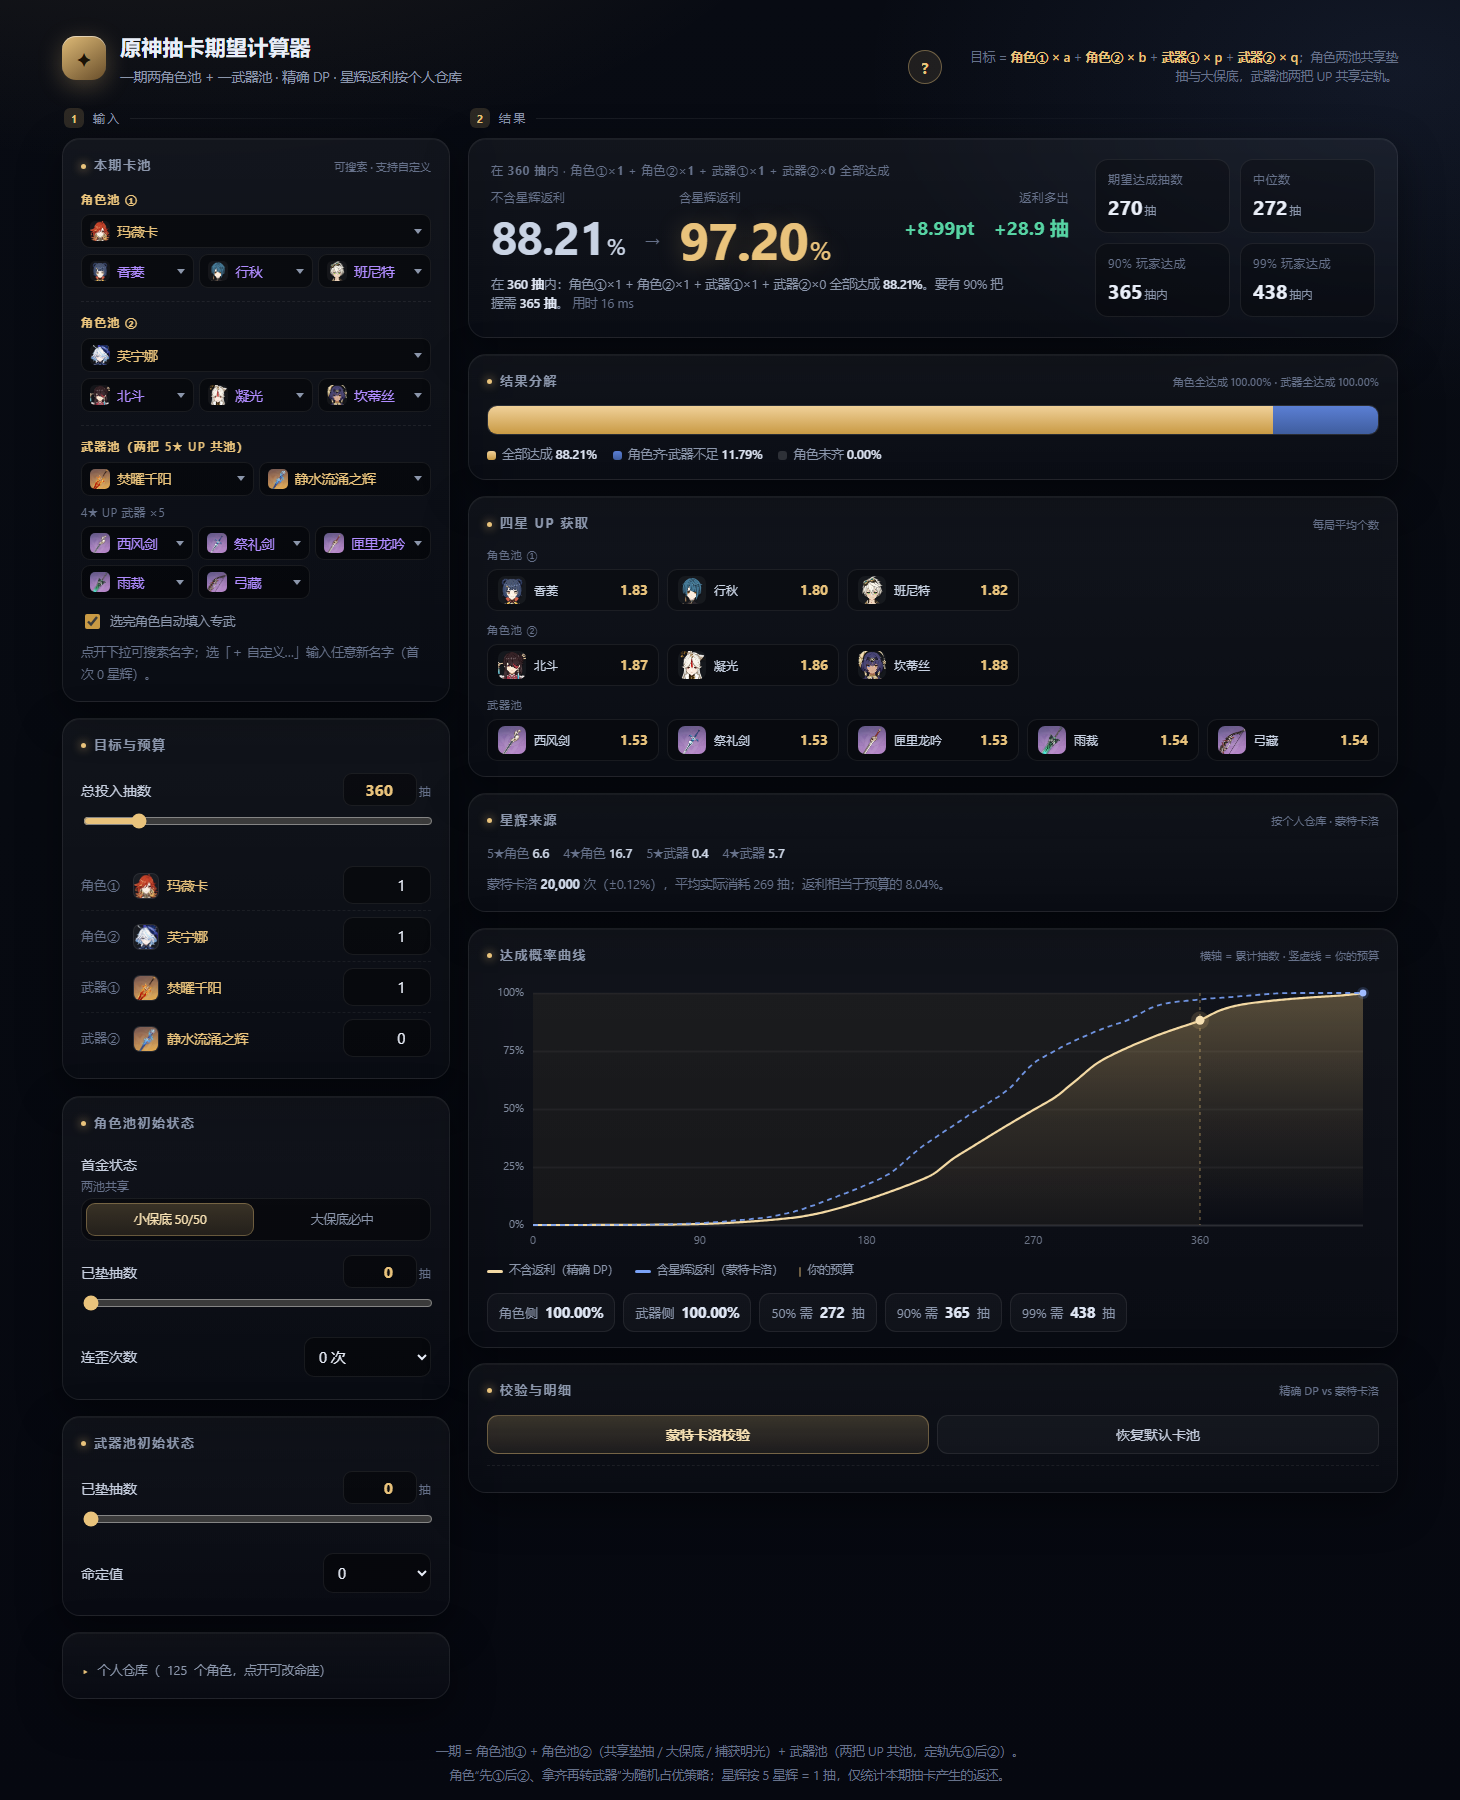 原神抽卡期望计算器
一期两角色池 + 一武器池 · 精确 DP · 星辉返利按个人仓库
?
目标 = 角色① × a + 角色② × b + 武器① × p + 武器② × q；角色两池共享垫
抽与大保底，武器池两把 UP 共享定轨。
1 输入
本期卡池 可搜索 · 支持自定义
角色池 ①
玛薇卡
香菱 行秋 班尼特
角色池 ②
芙宁娜
北斗 凝光 坎蒂丝
武器池（两把 5★ UP 共池）
焚曜千阳 静水流涌之辉
4★ UP 武器 ×5
西风剑 祭礼剑 匣里龙吟
雨裁 弓藏
选完角色自动填入专武
点开下拉可搜索名字；选「＋ 自定义…」输入任意新名字（首
次 0 星辉）。
目标与预算
总投入抽数 360 抽
角色① 玛薇卡 1
角色② 芙宁娜 1
武器① 焚曜千阳 1
武器② 静水流涌之辉 0
角色池初始状态
首金状态
两池共享
小保底 50/50 大保底必中
已垫抽数 0 抽
连歪次数 0 次
武器池初始状态
已垫抽数 0 抽
命定值 0
个人仓库（ 125 个角色，点开可改命座）
2 结果
在 360 抽内 · 角色①×1 + 角色②×1 + 武器①×1 + 武器②×0 全部达成
不含星辉返利 含星辉返利 返利多出
88.21% → 97.20% +8.99pt +28.9 抽
在 360 抽内：角色①×1 + 角色②×1 + 武器①×1 + 武器②×0 全部达成 88.21%。要有 90% 把
握需 365 抽。 用时 16 ms
期望达成抽数 中位数
270抽 272抽
90% 玩家达成 99% 玩家达成
365抽内 438抽内
结果分解 角色全达成 100.00% · 武器全达成 100.00%
全部达成 88.21% 角色齐·武器不足 11.79% 角色未齐 0.00%
四星 UP 获取 每局平均个数
角色池 ①
香菱 1.83 行秋 1.80 班尼特 1.82
角色池 ②
北斗 1.87 凝光 1.86 坎蒂丝 1.88
武器池
西风剑 1.53 祭礼剑 1.53 匣里龙吟 1.53 雨裁 1.54 弓藏 1.54
星辉来源 按个人仓库 · 蒙特卡洛
5★角色 6.6 4★角色 16.7 5★武器 0.4 4★武器 5.7
蒙特卡洛 20,000 次（±0.12%），平均实际消耗 269 抽；返利相当于预算的 8.04%。
达成概率曲线 横轴 = 累计抽数 · 竖虚线 = 你的预算
100%
75%
50%
25%
0%
0 90 180 270 360
不含返利（精确 DP） 含星辉返利（蒙特卡洛） 你的预算
角色侧 100.00% 武器侧 100.00% 50% 需 272 抽 90% 需 365 抽 99% 需 438 抽
校验与明细 精确 DP vs 蒙特卡洛
蒙特卡洛校验 恢复默认卡池
一期 = 角色池① + 角色池②（共享垫抽 / 大保底 / 捕获明光）+ 武器池（两把 UP 共池，定轨先①后②）。
角色“先①后②、拿齐再转武器”为随机占优策略；星辉按 5 星辉 = 1 抽，仅统计本期抽卡产生的返还。